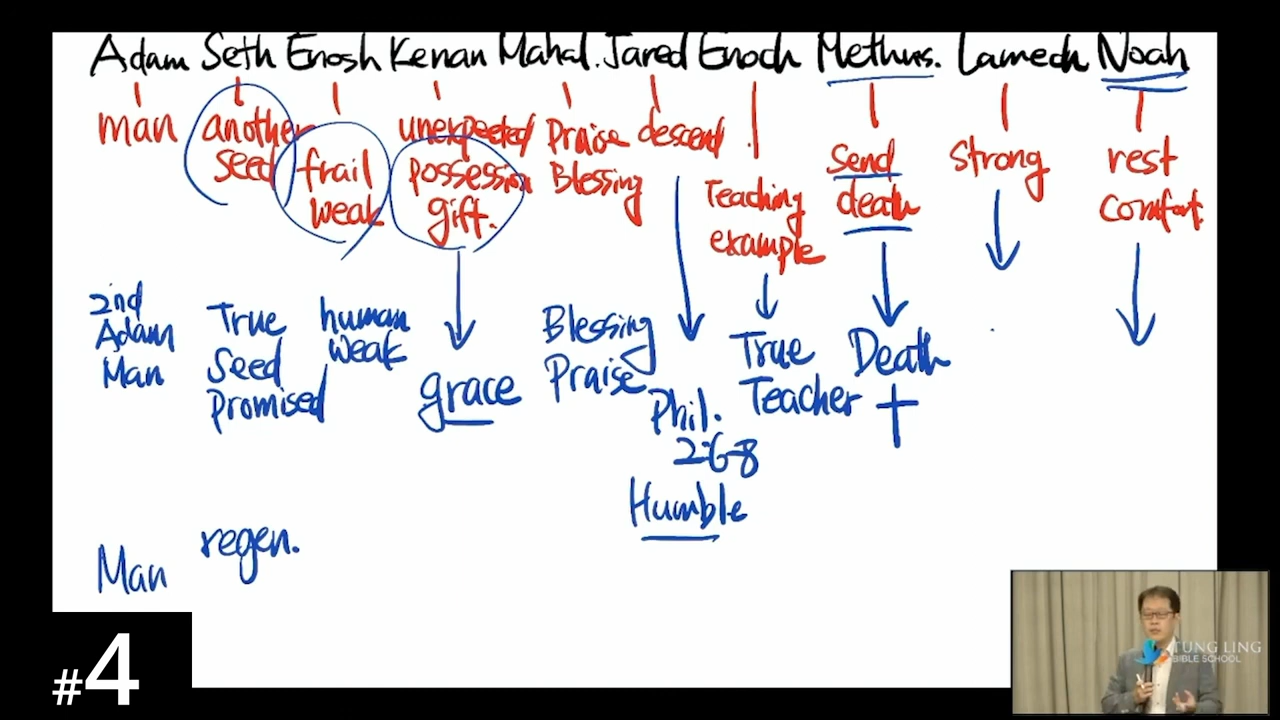 Adam Seth Enosh Kenan Mahal. Jared Enoch Methus. Lamech Noah
man
another
seed
frail
weak
unexpected
possession
gift.
Praise
Blessing
descend
Teaching
example
send
death
strong
rest
comfort.
2nd
Adam
Man
True
Seed
Promised
human
weak
grace
Blessing
Praise
Phil.
2:6-8
Humble
True
Teacher
Death
Man
regen.
#4
TUNG LING
BIBLE SCHOOL